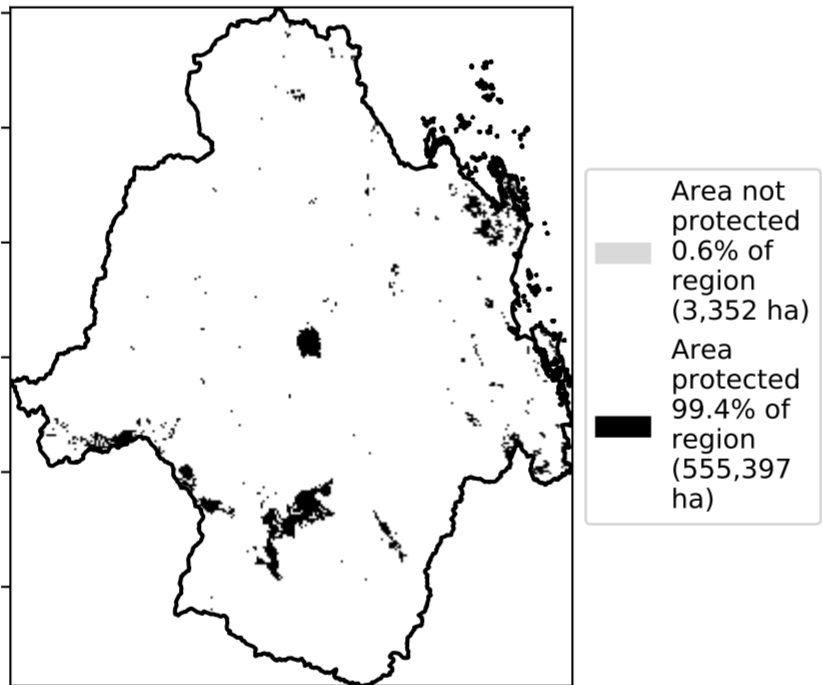 Area not
protected
0.6% of
region
(3,352 ha)
Area
protected
99.4% of
region
(555,397
ha)